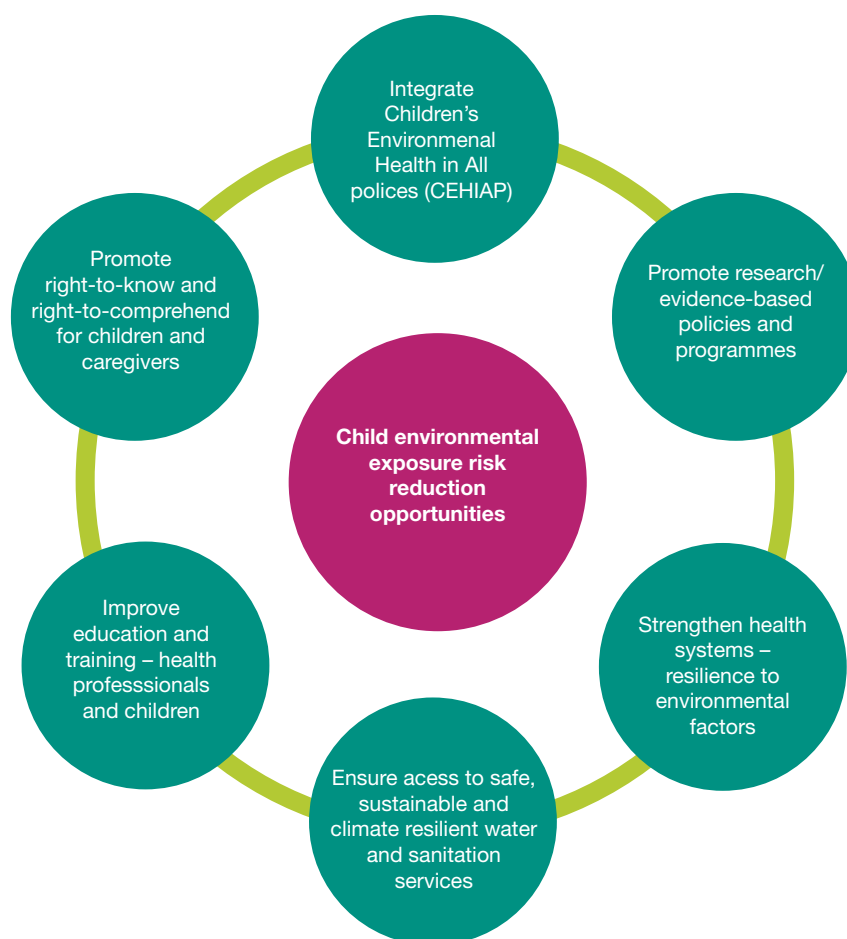 Integrate
Children's
Environmenal
Health in All
polices (CEHIAP)
Promote research/
evidence-based
policies and
programmes
Strengthen health
systems –
resilience to
environmental
factors
Ensure acess to safe,
sustainable and
climate resilient water
and sanitation
services
Improve
education and
training – health
professsionals
and children
Promote
right-to-know and
right-to-comprehend
for children and
caregivers
Child environmental
exposure risk
reduction
opportunities